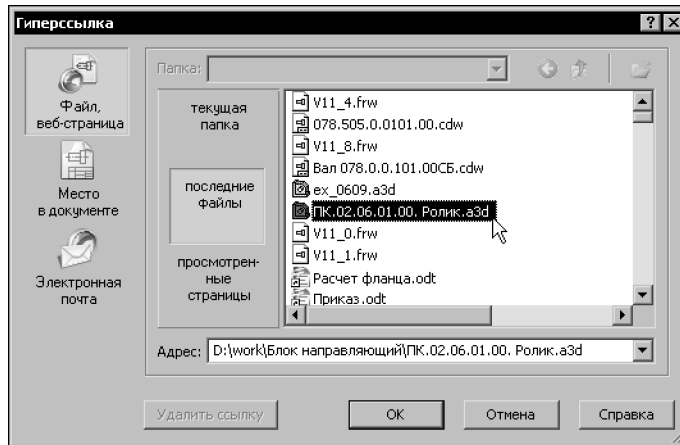 Гиперссылка
Файл,
веб-страница
Место
в документе
Электронная
почта
Папка:
текущая
папка
последние
файлы
просмотрен-
ные
страницы
V11_4.frw
078.505.0.0101.00.cdw
V11_8.frw
Вал 078.0.0.101.00СБ.cdw
ex_0609.a3d
ПК.02.06.01.00. Ролик.a3d
V11_0.frw
V11_1.frw
Расчет фланца.odt
Приказ.odt
Адрес: D:\work\Блок направляющий\ПК.02.06.01.00. Ролик.a3d
Удалить ссылку
OK
Отмена
Справка